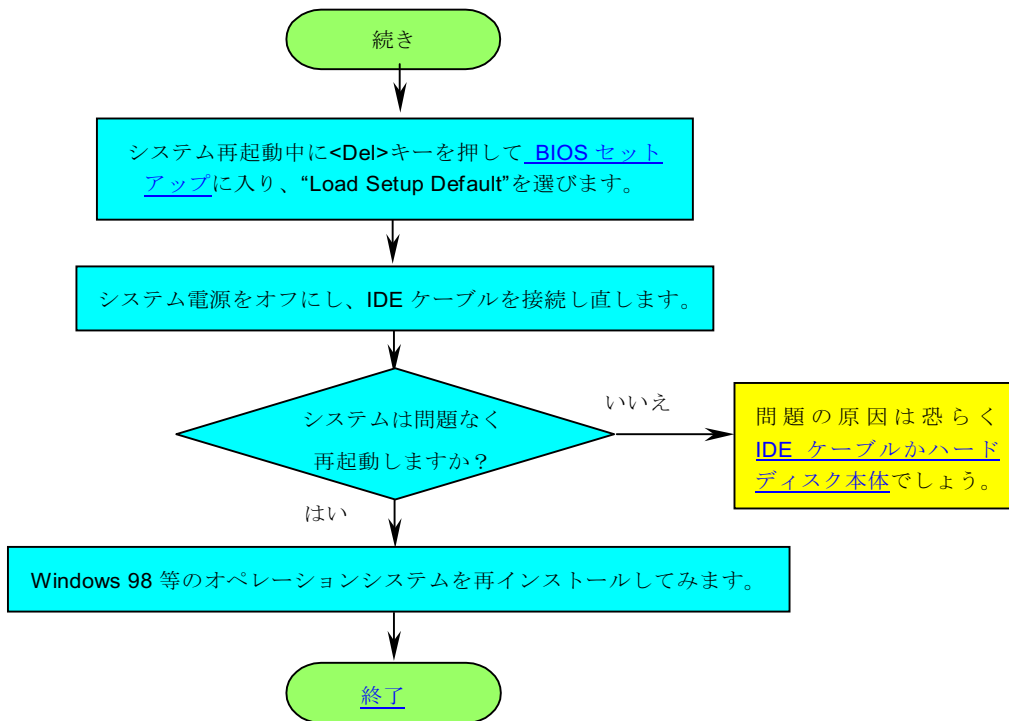 続き
システム再起動中に<Del>キーを押して BIOS セット
アップに入り、“Load Setup Default”を選びます。
システム電源をオフにし、IDE ケーブルを接続し直します。
システムは問題なく
再起動しますか？
いいえ
問題の原因は恐らく
IDE ケーブルかハード
ディスク本体でしょう。
はい
Windows 98 等のオペレーションシステムを再インストールしてみます。
終了